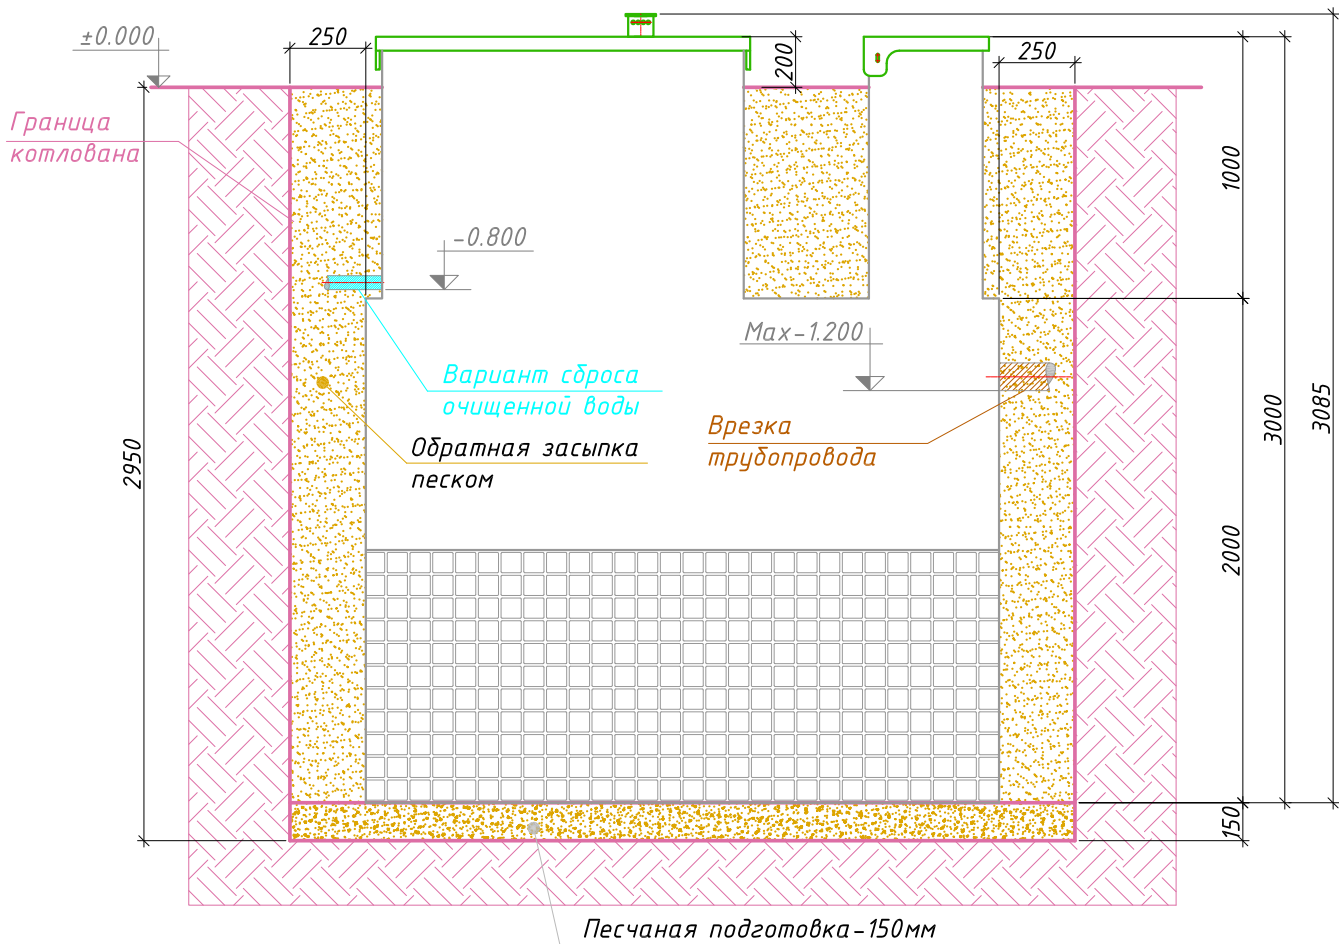 ±0.000
250
200
250
Граница
котлована
1000
-0.800
Max-1.200
Вариант сброса
очищенной воды
Врезка
трубопровода
3000
3085
Обратная засыпка
песком
2950
2000
150
Песчаная подготовка-150мм